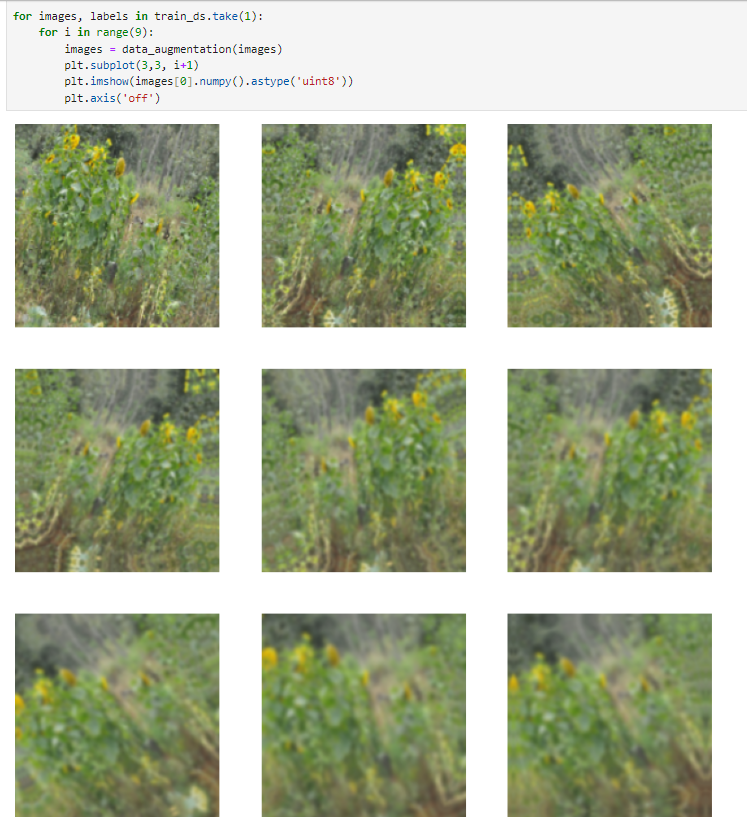 for images, labels in train_ds.take(1):
    for i in range(9):
        images = data_augmentation(images)
        plt.subplot(3,3, i+1)
        plt.imshow(images[0].numpy().astype('uint8'))
        plt.axis('off')